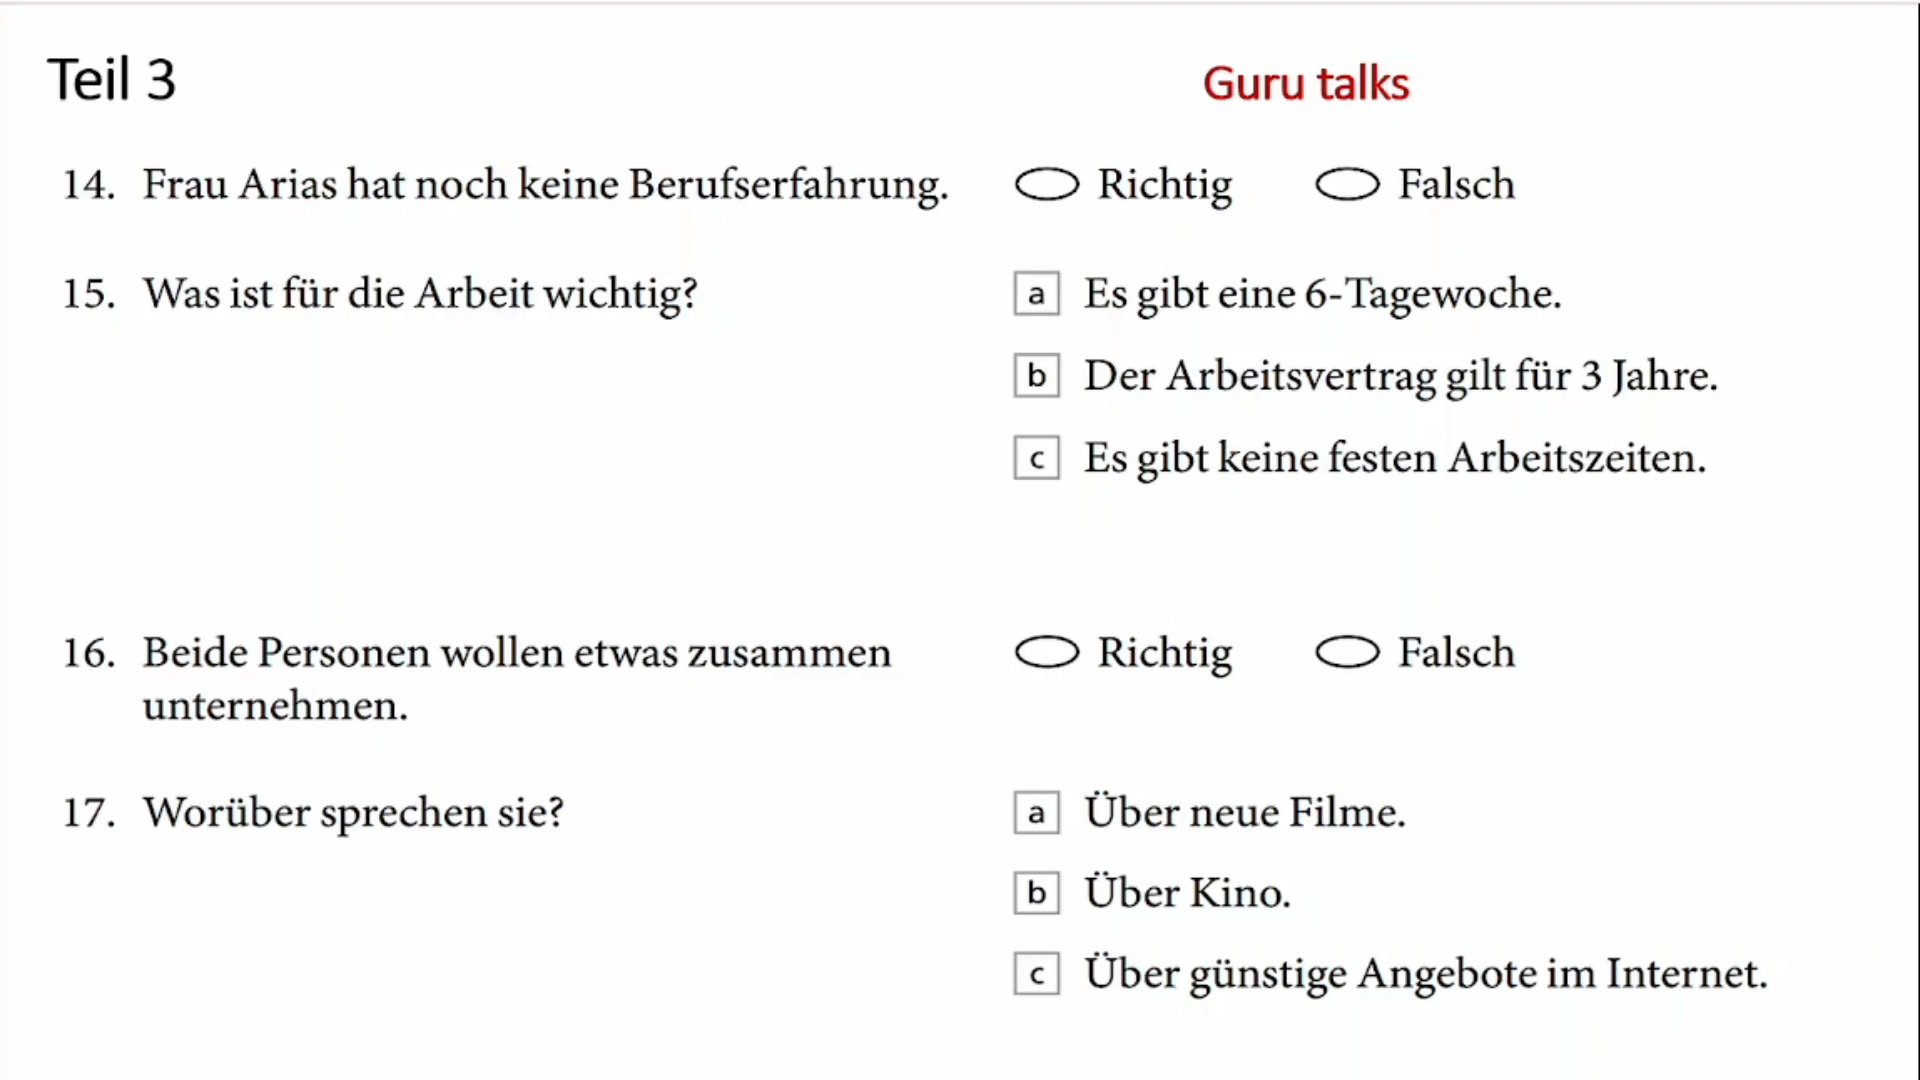 Teil 3
Guru talks
14. Frau Arias hat noch keine Berufserfahrung. Richtig Falsch
15. Was ist für die Arbeit wichtig? a Es gibt eine 6-Tagewoche.
b Der Arbeitsvertrag gilt für 3 Jahre.
c Es gibt keine festen Arbeitszeiten.
16. Beide Personen wollen etwas zusammen Richtig Falsch
unternehmen.
17. Worüber sprechen sie? a Über neue Filme.
b Über Kino.
c Über günstige Angebote im Internet.